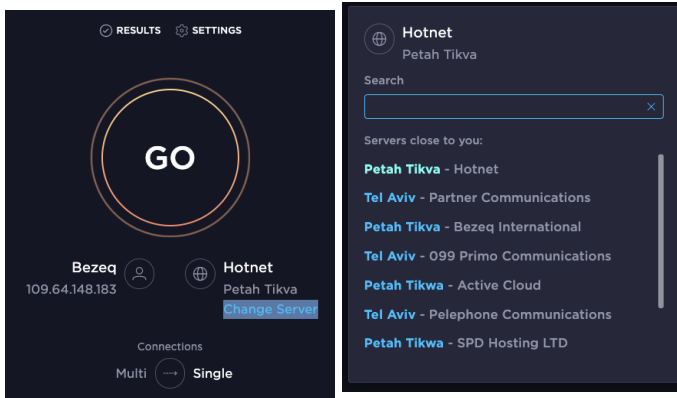 RESULTS SETTINGS
GO
Bezeq
109.64.148.183
Hotnet
Petah Tikva
Change Server
Connections
Multi Single
Hotnet
Petah Tikva
Search
Servers close to you:
Petah Tikva - Hotnet
Tel Aviv - Partner Communications
Petah Tikva - Bezeq International
Tel Aviv - 099 Primo Communications
Petah Tikwa - Active Cloud
Tel Aviv - Pelephone Communications
Petah Tikwa - SPD Hosting LTD